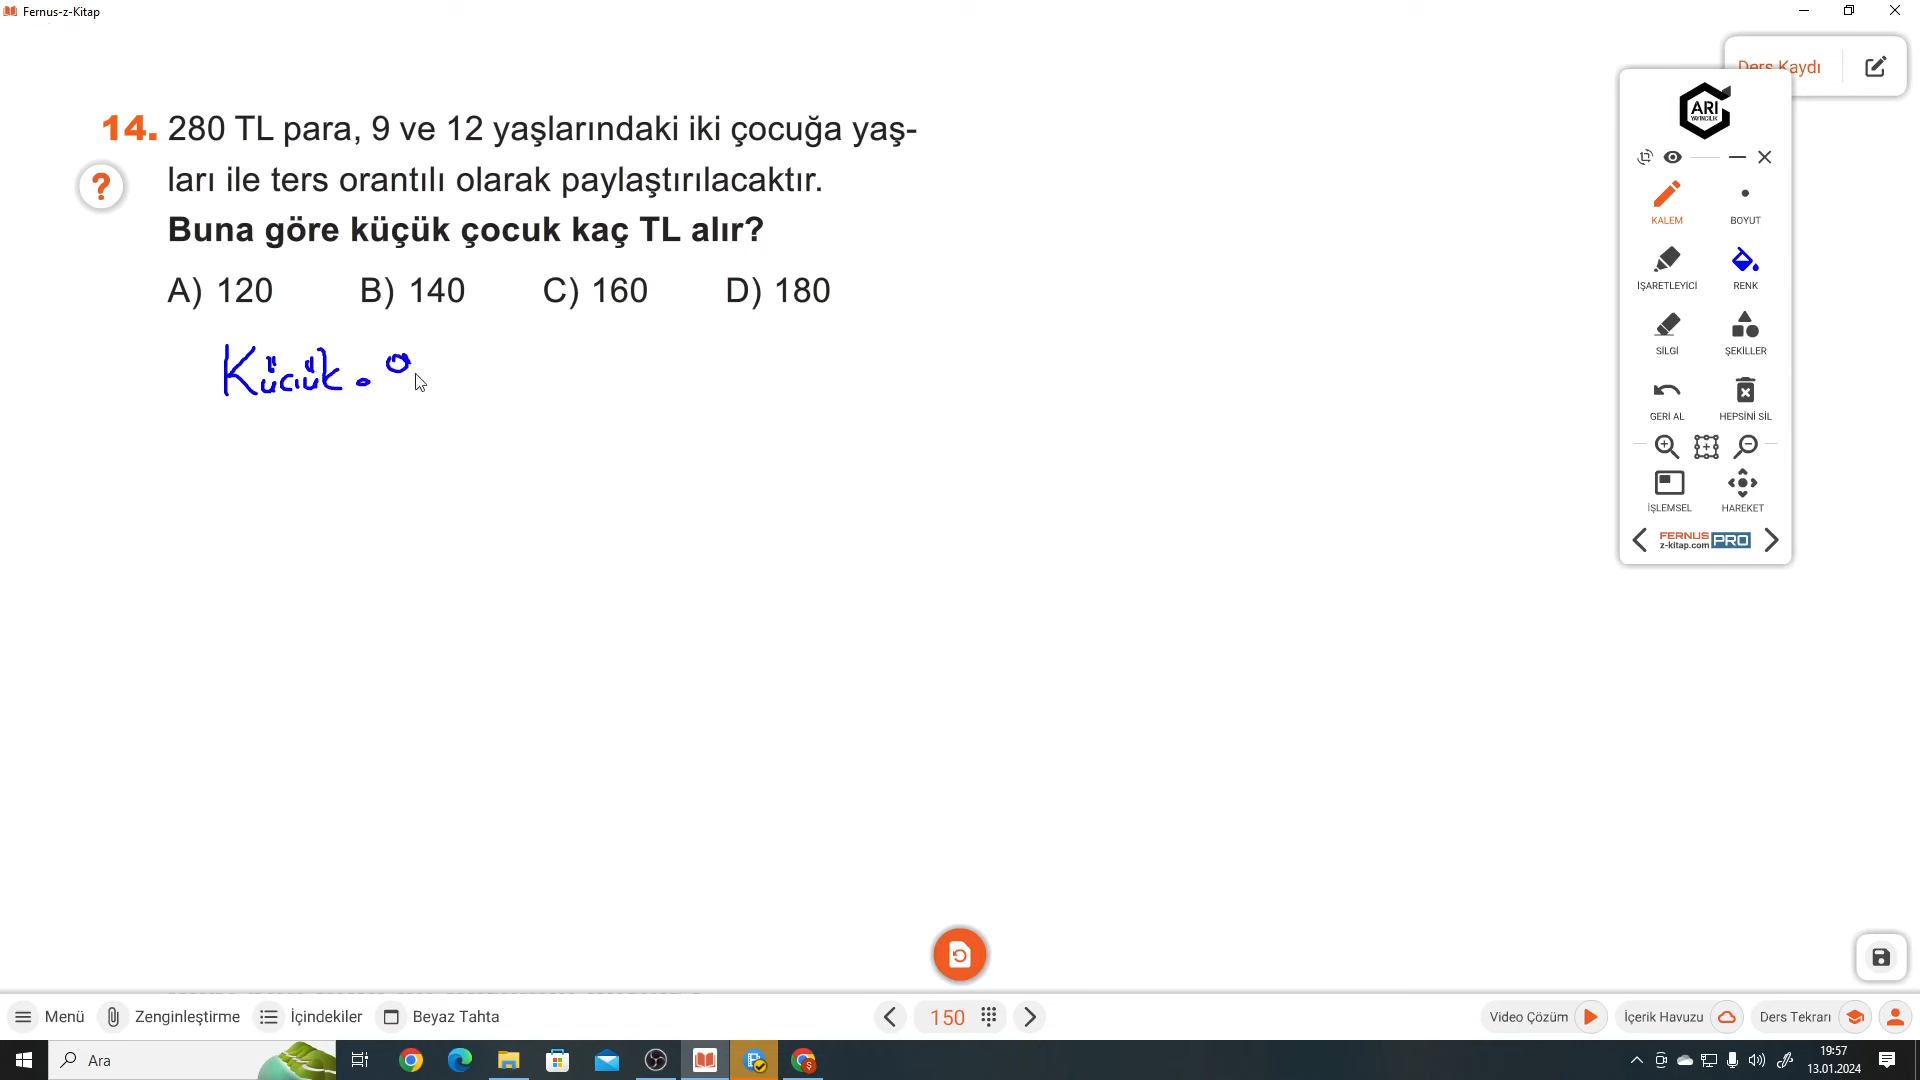 Fernus-z-Kitap
Ders Kaydı
ARI
YAYINCILIK
14. 280 TL para, 9 ve 12 yaşlarındaki iki çocuğa yaş-
ları ile ters orantılı olarak paylaştırılacaktır.
Buna göre küçük çocuk kaç TL alır?
A) 120 B) 140 C) 160 D) 180
Kücük .
KALEM BOYUT
İŞARETLEYİCİ RENK
SİLGİ ŞEKİLLER
GERİ AL HEPSİNİ SİL
İŞLEMSEL HAREKET
FERNUS
z-kitap.com PRO
Menü Zenginleştirme İçindekiler Beyaz Tahta 150 Video Çözüm İçerik Havuzu Ders Tekrarı
Ara 19:57
13.01.2024